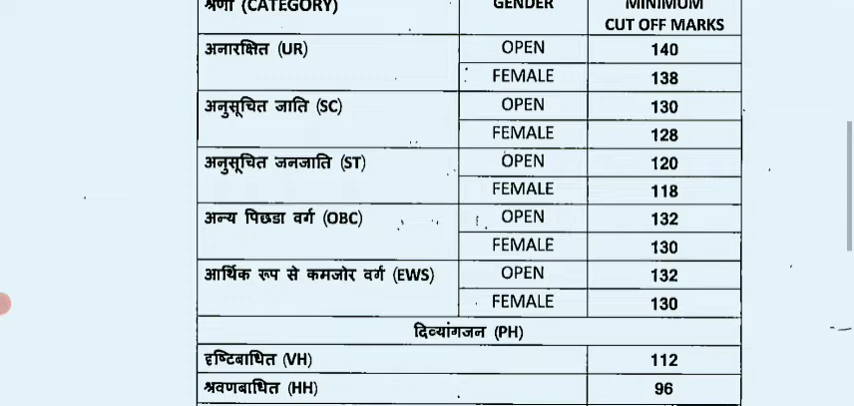 श्रेणी (CATEGORY) GENDER MINIMUM
CUT OFF MARKS
अनारक्षित (UR) OPEN 140
FEMALE 138
अनुसूचित जाति (SC) OPEN 130
FEMALE 128
अनुसूचित जनजाति (ST) OPEN 120
FEMALE 118
अन्य पिछडा वर्ग (OBC) OPEN 132
FEMALE 130
आर्थिक रूप से कमजोर वर्ग (EWS) OPEN 132
FEMALE 130
दिव्यांगजन (PH)
दृष्टिबाधित (VH) 112
श्रवणबाधित (HH) 96